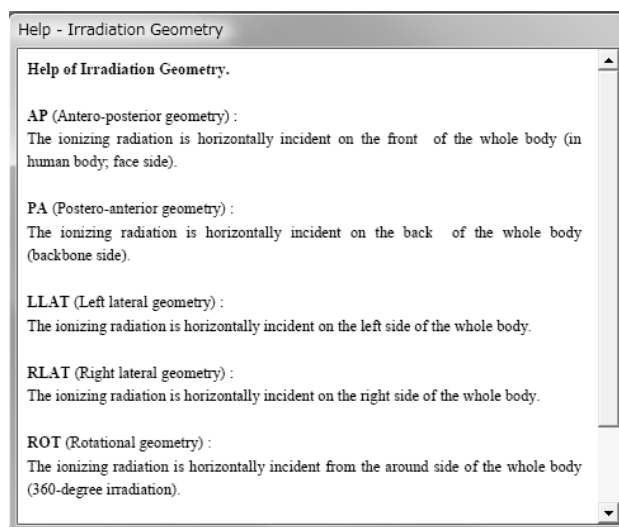 Help - Irradiation Geometry
Help of Irradiation Geometry.
AP (Antero-posterior geometry) :
The ionizing radiation is horizontally incident on the front of the whole body (in
human body; face side).
PA (Postero-anterior geometry) :
The ionizing radiation is horizontally incident on the back of the whole body
(backbone side).
LLAT (Left lateral geometry) :
The ionizing radiation is horizontally incident on the left side of the whole body.
RLAT (Right lateral geometry) :
The ionizing radiation is horizontally incident on the right side of the whole body.
ROT (Rotational geometry) :
The ionizing radiation is horizontally incident from the around side of the whole body
(360-degree irradiation).